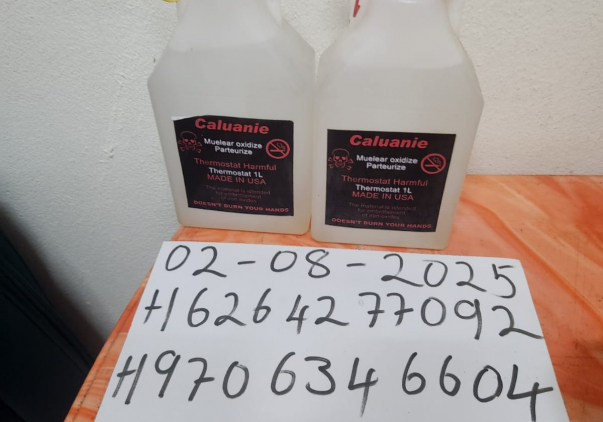 Caluanie
Muelear oxidize
Parteurize
Thermostat Harmful
Thermostat 1L
MADE IN USA
DOESN'T BURN YOUR HANDS
Caluanie
Muelear oxidize
Parteurize
Thermostat Harmful
Thermostat 1L
MADE IN USA
DOESN'T BURN YOUR HANDS
02-08-2025
+16264277092
+19706346604